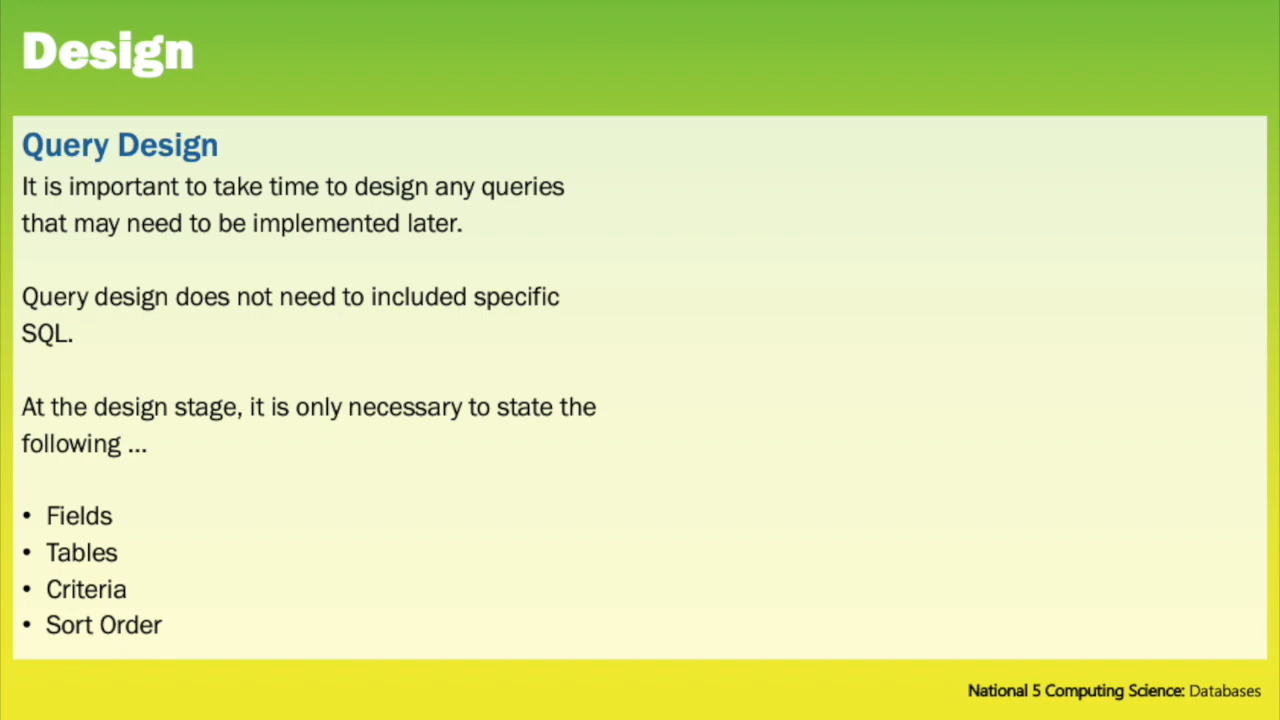 Design
Query Design
It is important to take time to design any queries
that may need to be implemented later.
Query design does not need to included specific
SQL.
At the design stage, it is only necessary to state the
following ...
• Fields
• Tables
• Criteria
• Sort Order
National 5 Computing Science: Databases